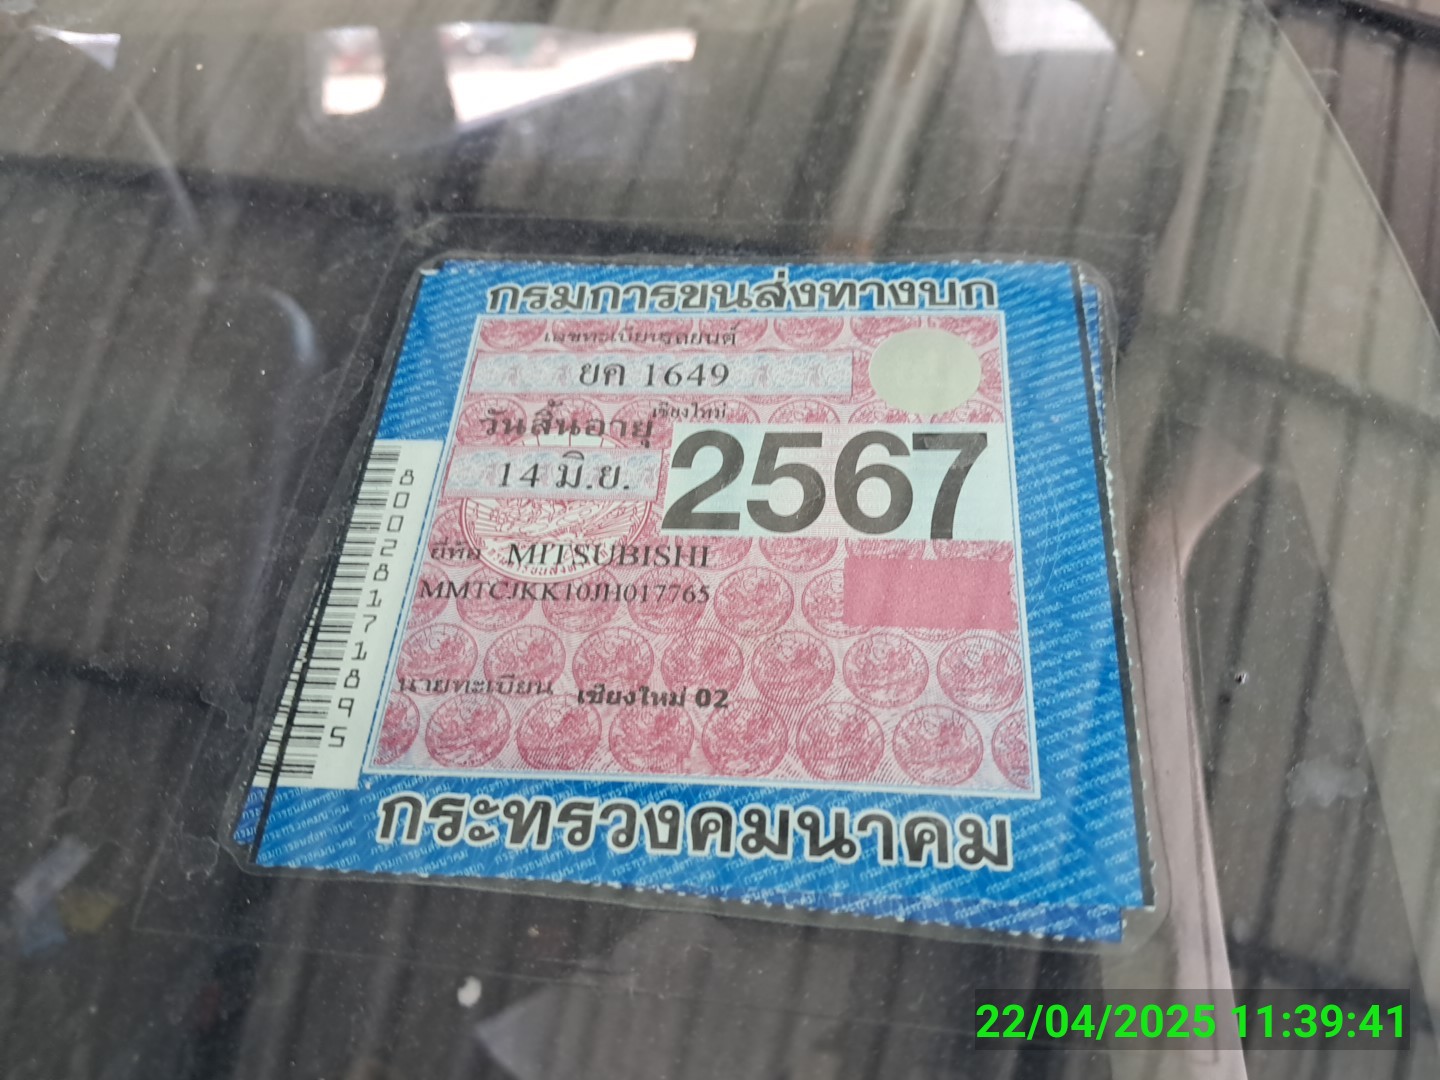 กรมการขนส่งทางบก
เลขทะเบียนรถยนต์
ยค 1649
เชียงใหม่
วันสิ้นอายุ
14 มิ.ย.
2567
ยี่ห้อ MITSUBISHI
MMTCJKK10JH017765
นายทะเบียน เชียงใหม่ 02
กระทรวงคมนาคม
80028171895
22/04/2025 11:39:41